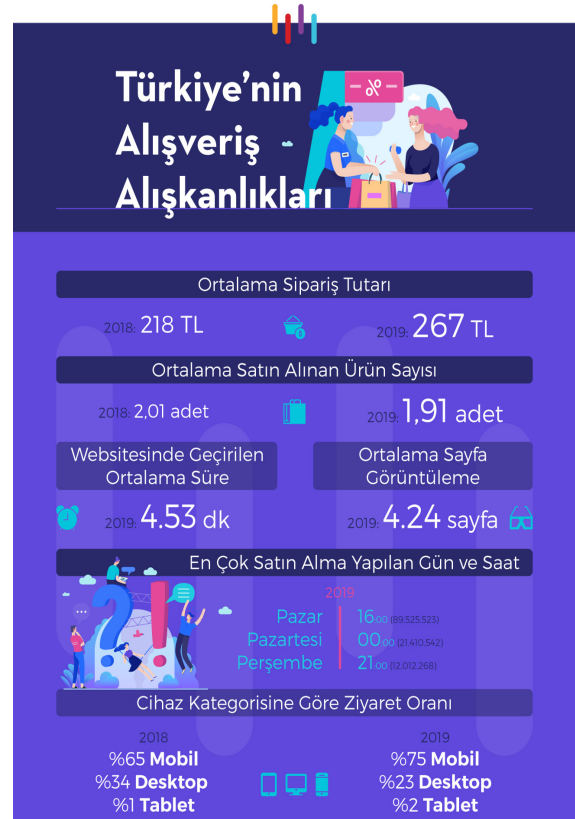 Türkiye'nin
Alışveriş
Alışkanlıkları
Ortalama Sipariş Tutarı
2018: 218 TL
2019: 267 TL
Ortalama Satın Alınan Ürün Sayısı
2018: 2,01 adet
2019: 1,91 adet
Websitesinde Geçirilen
Ortalama Süre
2019: 4.53 dk
Ortalama Sayfa
Görüntüleme
2019: 4.24 sayfa
En Çok Satın Alma Yapılan Gün ve Saat
2019
Pazar 16:00 (89.525.523)
Pazartesi 00:00 (21.410.542)
Perşembe 21:00 (12.012.268)
Cihaz Kategorisine Göre Ziyaret Oranı
2018
%65 Mobil
%34 Desktop
%1 Tablet
2019
%75 Mobil
%23 Desktop
%2 Tablet